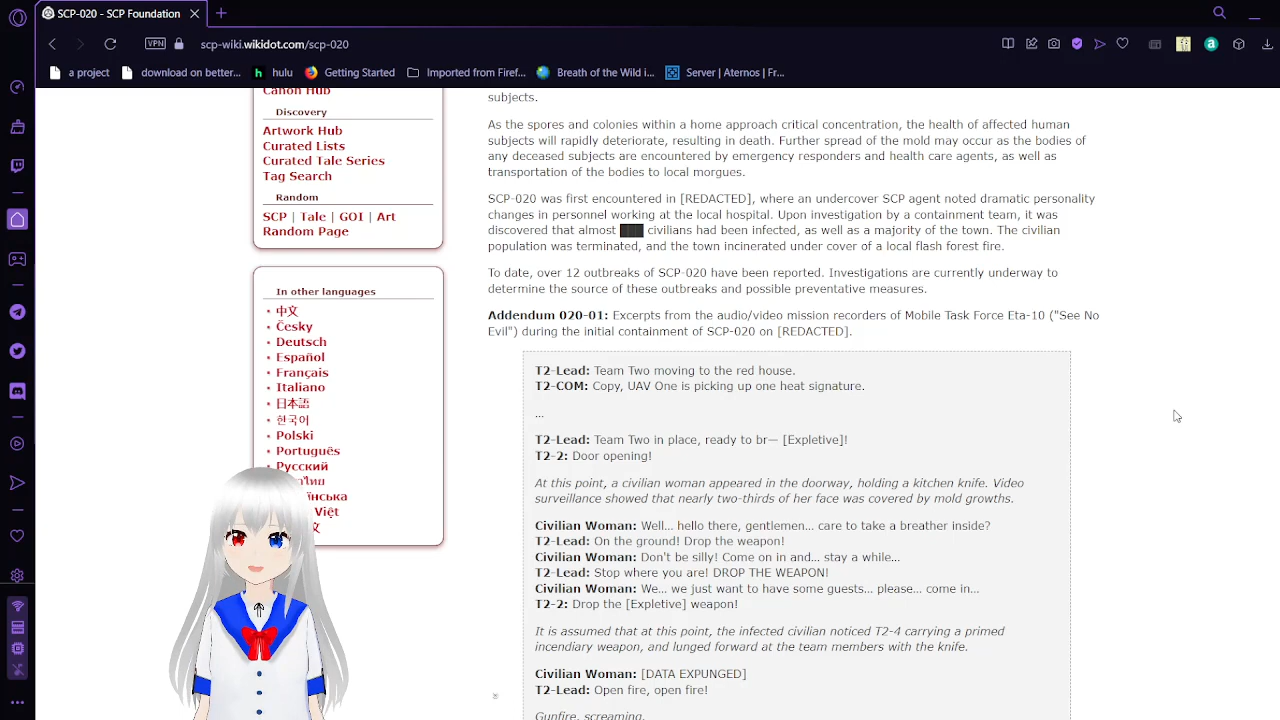 SCP-020 - SCP Foundation
VPN
scp-wiki.wikidot.com/scp-020
a project
download on better...
hulu
Getting Started
Imported from Firef...
Breath of the Wild i...
Server | Aternos | Fr...
Canon Hub
Discovery
Artwork Hub
Curated Lists
Curated Tale Series
Tag Search
Random
SCP | Tale | GOI | Art
Random Page
In other languages
中文
Česky
Deutsch
Español
Français
Italiano
日本語
한국어
Polski
Português
Русский
ไทย
їнська
Việt
文
subjects.
As the spores and colonies within a home approach critical concentration, the health of affected human
subjects will rapidly deteriorate, resulting in death. Further spread of the mold may occur as the bodies of
any deceased subjects are encountered by emergency responders and health care agents, as well as
transportation of the bodies to local morgues.
SCP-020 was first encountered in [REDACTED], where an undercover SCP agent noted dramatic personality
changes in personnel working at the local hospital. Upon investigation by a containment team, it was
discovered that almost ███ civilians had been infected, as well as a majority of the town. The civilian
population was terminated, and the town incinerated under cover of a local flash forest fire.
To date, over 12 outbreaks of SCP-020 have been reported. Investigations are currently underway to
determine the source of these outbreaks and possible preventative measures.
Addendum 020-01: Excerpts from the audio/video mission recorders of Mobile Task Force Eta-10 ("See No
Evil") during the initial containment of SCP-020 on [REDACTED].
T2-Lead: Team Two moving to the red house.
T2-COM: Copy, UAV One is picking up one heat signature.
...
T2-Lead: Team Two in place, ready to br— [Expletive]!
T2-2: Door opening!
At this point, a civilian woman appeared in the doorway, holding a kitchen knife. Video
surveillance showed that nearly two-thirds of her face was covered by mold growths.
Civilian Woman: Well... hello there, gentlemen... care to take a breather inside?
T2-Lead: On the ground! Drop the weapon!
Civilian Woman: Don't be silly! Come on in and... stay a while...
T2-Lead: Stop where you are! DROP THE WEAPON!
Civilian Woman: We... we just want to have some guests... please... come in...
T2-2: Drop the [Expletive] weapon!
It is assumed that at this point, the infected civilian noticed T2-4 carrying a primed
incendiary weapon, and lunged forward at the team members with the knife.
Civilian Woman: [DATA EXPUNGED]
T2-Lead: Open fire, open fire!
Gunfire, screaming.